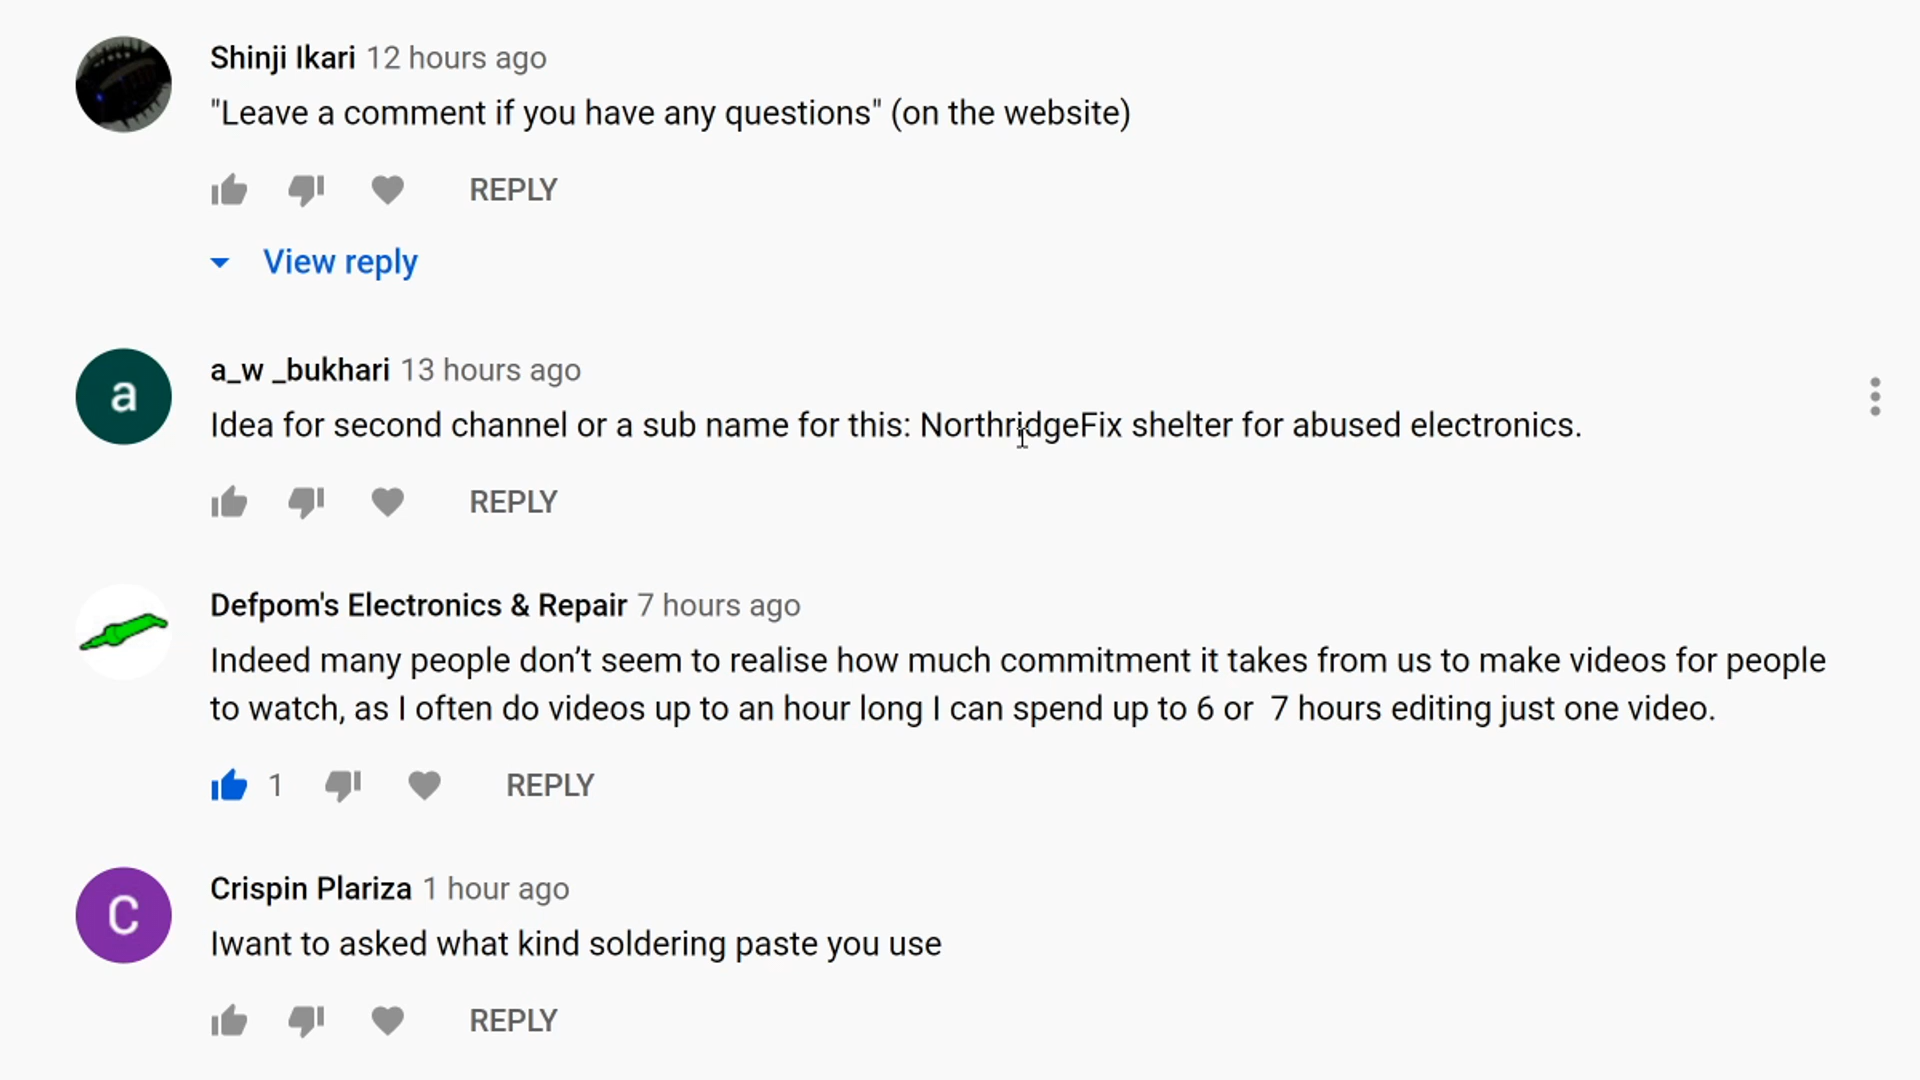 Shinji Ikari 12 hours ago
"Leave a comment if you have any questions" (on the website)
REPLY
View reply
a
a_w _bukhari 13 hours ago
Idea for second channel or a sub name for this: NorthridgeFix shelter for abused electronics.
REPLY
Defpom's Electronics & Repair 7 hours ago
Indeed many people don’t seem to realise how much commitment it takes from us to make videos for people
to watch, as I often do videos up to an hour long I can spend up to 6 or  7 hours editing just one video.
1 REPLY
C
Crispin Plariza 1 hour ago
Iwant to asked what kind soldering paste you use
REPLY